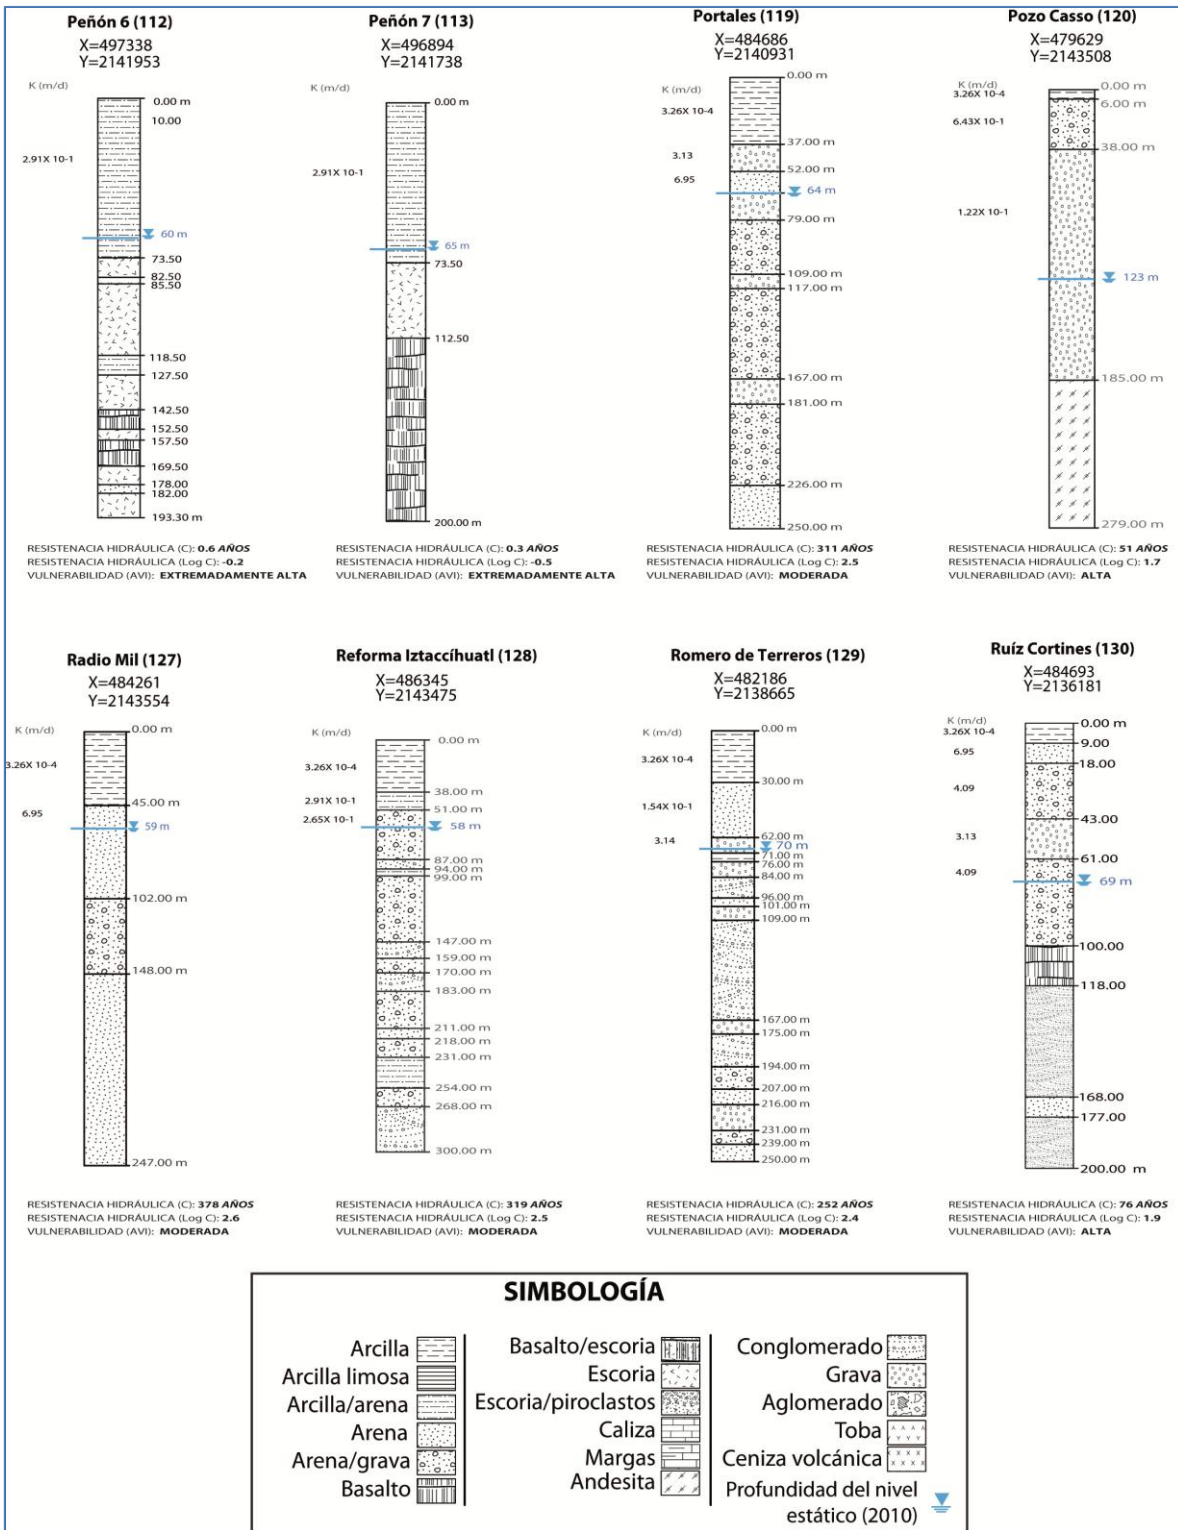 Peñón 6 (112)
X=497338
Y=2141953
K (m/d)
0.00 m
10.00
2.91X 10-1
60 m
73.50
82.50
85.50
118.50
127.50
142.50
152.50
157.50
169.50
178.00
182.00
193.30 m
RESISTENACIA HIDRÁULICA (C): 0.6 AÑOS
RESISTENACIA HIDRÁULICA (Log C): -0.2
VULNERABILIDAD (AVI): EXTREMADAMENTE ALTA
Peñón 7 (113)
X=496894
Y=2141738
K (m/d)
0.00 m
2.91X 10-1
65 m
73.50
112.50
200.00 m
RESISTENACIA HIDRÁULICA (C): 0.3 AÑOS
RESISTENACIA HIDRÁULICA (Log C): -0.5
VULNERABILIDAD (AVI): EXTREMADAMENTE ALTA
Portales (119)
X=484686
Y=2140931
K (m/d)
0.00 m
3.26X 10-4
37.00 m
3.13
52.00 m
6.95
64 m
79.00 m
109.00 m
117.00 m
167.00 m
181.00 m
226.00 m
250.00 m
RESISTENACIA HIDRÁULICA (C): 311 AÑOS
RESISTENACIA HIDRÁULICA (Log C): 2.5
VULNERABILIDAD (AVI): MODERADA
Pozo Casso (120)
X=479629
Y=2143508
K (m/d)
0.00 m
3.26X 10-4
6.00 m
6.43X 10-1
38.00 m
1.22X 10-1
123 m
185.00 m
279.00 m
RESISTENACIA HIDRÁULICA (C): 51 AÑOS
RESISTENACIA HIDRÁULICA (Log C): 1.7
VULNERABILIDAD (AVI): ALTA
Radio Mil (127)
X=484261
Y=2143554
K (m/d)
0.00 m
3.26X 10-4
45.00 m
6.95
59 m
102.00 m
148.00 m
247.00 m
RESISTENACIA HIDRÁULICA (C): 378 AÑOS
RESISTENACIA HIDRÁULICA (Log C): 2.6
VULNERABILIDAD (AVI): MODERADA
Reforma Iztaccíhuatl (128)
X=486345
Y=2143475
K (m/d)
0.00 m
3.26X 10-4
38.00 m
2.91X 10-1
51.00 m
2.65X 10-1
58 m
87.00 m
94.00 m
99.00 m
147.00 m
159.00 m
170.00 m
183.00 m
211.00 m
218.00 m
231.00 m
254.00 m
268.00 m
300.00 m
RESISTENACIA HIDRÁULICA (C): 319 AÑOS
RESISTENACIA HIDRÁULICA (Log C): 2.5
VULNERABILIDAD (AVI): MODERADA
Romero de Terreros (129)
X=482186
Y=2138665
K (m/d)
0.00 m
3.26X 10-4
30.00 m
1.54X 10-1
62.00 m
3.14
70 m
71.00 m
76.00 m
84.00 m
96.00 m
101.00 m
109.00 m
167.00 m
175.00 m
194.00 m
207.00 m
216.00 m
231.00 m
239.00 m
250.00 m
RESISTENACIA HIDRÁULICA (C): 252 AÑOS
RESISTENACIA HIDRÁULICA (Log C): 2.4
VULNERABILIDAD (AVI): MODERADA
Ruíz Cortines (130)
X=484693
Y=2136181
K (m/d)
0.00 m
3.26X 10-4
9.00
6.95
18.00
4.09
43.00
3.13
61.00
4.09
69 m
100.00
118.00
168.00
177.00
200.00 m
RESISTENACIA HIDRÁULICA (C): 76 AÑOS
RESISTENACIA HIDRÁULICA (Log C): 1.9
VULNERABILIDAD (AVI): ALTA
SIMBOLOGÍA
Arcilla
Arcilla limosa
Arcilla/arena
Arena
Arena/grava
Basalto
Basalto/escoria
Escoria
Escoria/piroclastos
Caliza
Margas
Andesita
Conglomerado
Grava
Aglomerado
Toba
Ceniza volcánica
Profundidad del nivel
estático (2010)